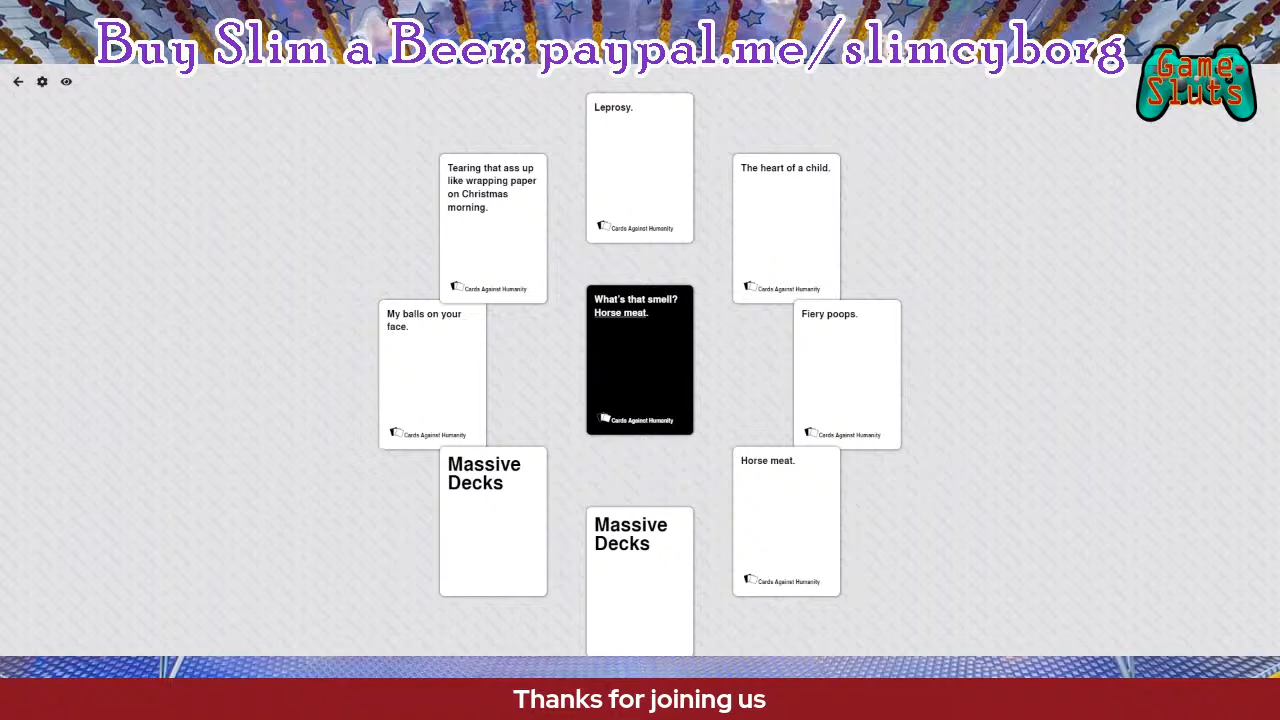 Buy Slim a Beer: paypal.me/slimcyborg
Game
Sluts
Leprosy.
Cards Against Humanity
Tearing that ass up
like wrapping paper
on Christmas
morning.
Cards Against Humanity
The heart of a child.
Cards Against Humanity
My balls on your
face.
Cards Against Humanity
What's that smell?
Horse meat.
Cards Against Humanity
Fiery poops.
Cards Against Humanity
Massive
Decks
Massive
Decks
Horse meat.
Cards Against Humanity
Thanks for joining us